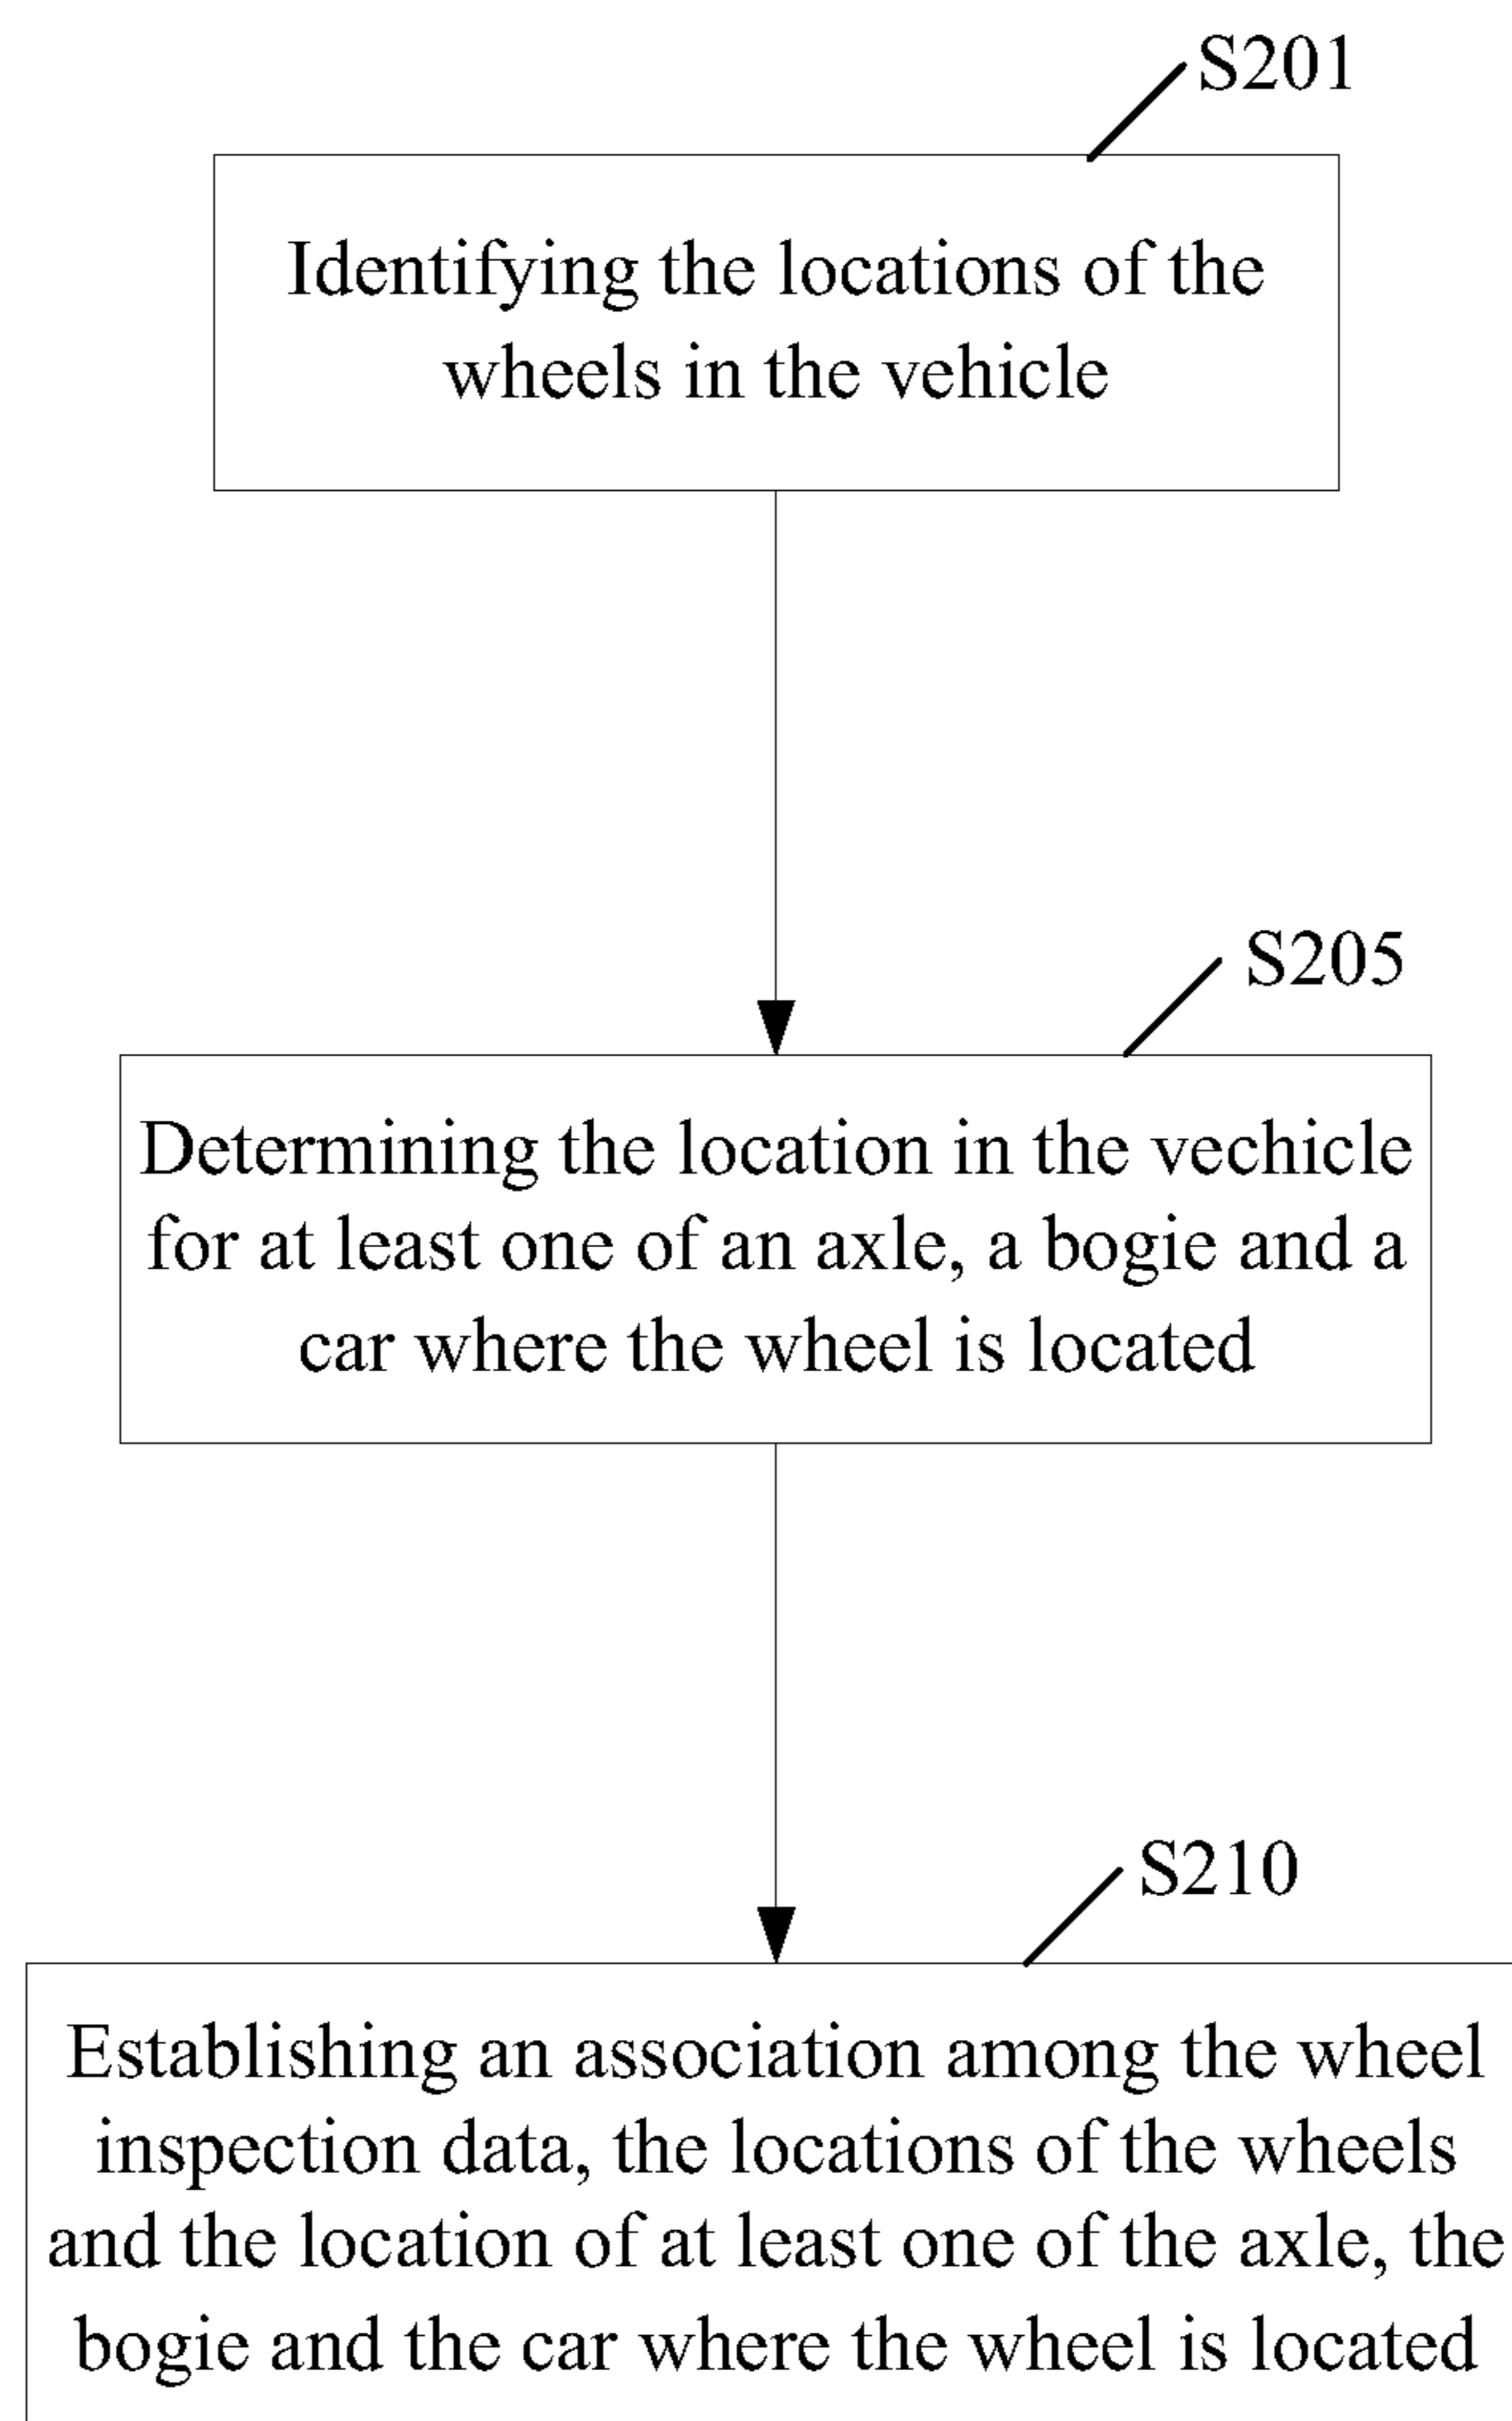 S201
Identifying the locations of the
wheels in the vehicle
S205
Determining the location in the vechicle
for at least one of an axle, a bogie and a
car where the wheel is located
S210
Establishing an association among the wheel
inspection data, the locations of the wheels
and the location of at least one of the axle, the
bogie and the car where the wheel is located